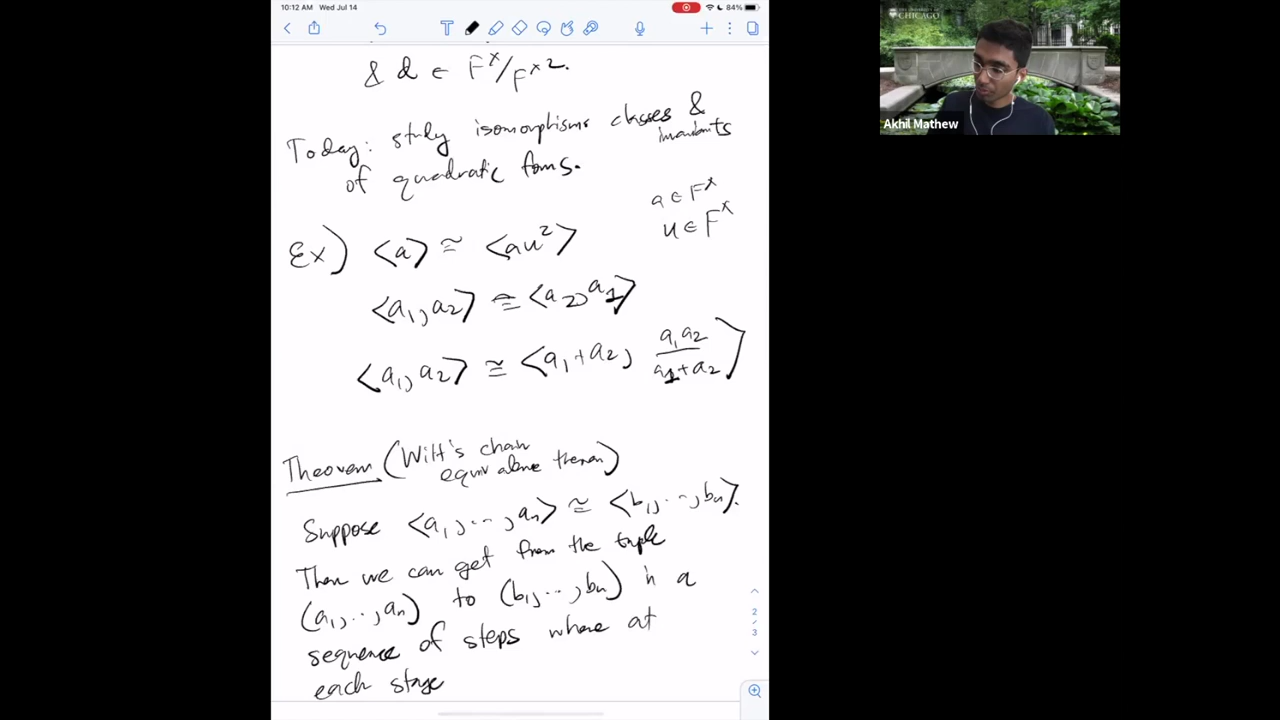 10:12 AM Wed Jul 14
84%
& d ∈ F^×/F^×2.
Today: study isomorphism classes & invariants
of quadratic forms.
a ∈ F^×
u ∈ F^×
Ex) <a> ≅ <au²>
<a₁, a₂> ≅ <a₂, a₁>
<a₁, a₂> ≅ <a₁+a₂, a₁a₂/a₁+a₂>
Theorem (Witt's chain
equivalence theorem)
Suppose <a₁, ..., aₙ> ≅ <b₁, ..., bₙ>.
Then we can get from the tuple
(a₁, ..., aₙ) to (b₁, ..., bₙ) in a
sequence of steps where at
each stage
2
/
3
CHICAGO
Akhil Mathew